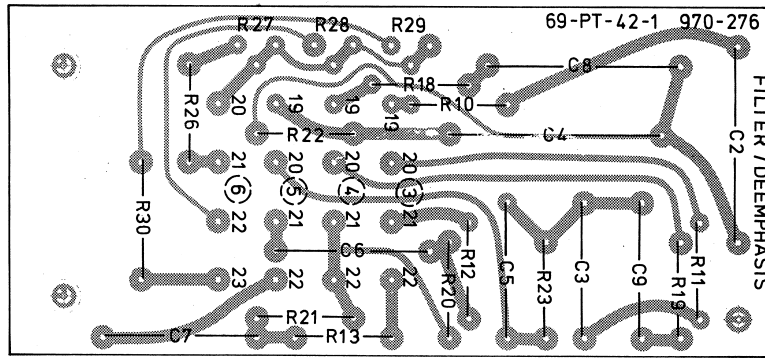 R27 R28 R29 69-PT-42-1 970-276
R18 C8
20 19 19 19 R10
R26 R22 C4 C2
FILTER / DEEMPHASIS
21 20 20 20
(6) (5) (4) (3)
R30 22 21 21 21
C6 R12 C5 R23 C3 C9 R19 R11
23 22 22 22 R20
R21
C7 R13